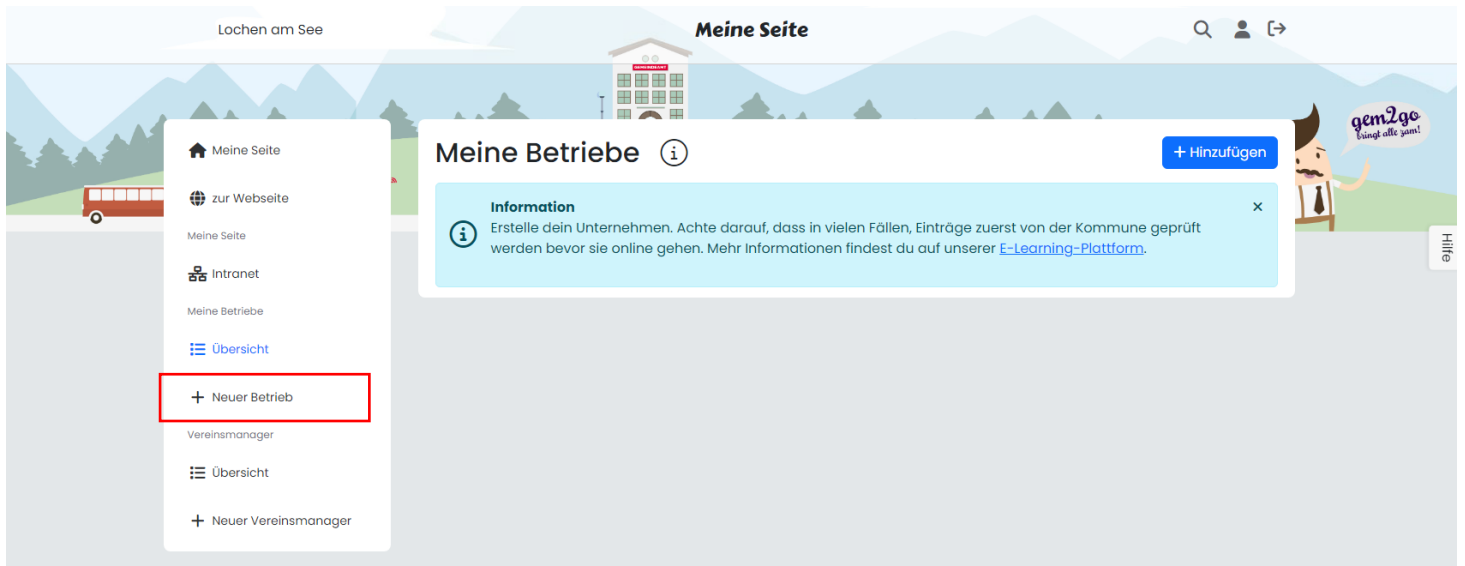 Lochen am See
Meine Seite
GEMEINDEAMT
gem2go
bringt alle zam!
Meine Seite
zur Webseite
Meine Seite
Intranet
Meine Betriebe
Übersicht
+ Neuer Betrieb
Vereinsmanager
Übersicht
+ Neuer Vereinsmanager
Meine Betriebe
+ Hinzufügen
Information
Erstelle dein Unternehmen. Achte darauf, dass in vielen Fällen, Einträge zuerst von der Kommune geprüft
werden bevor sie online gehen. Mehr Informationen findest du auf unserer E-Learning-Plattform.
Hilfe